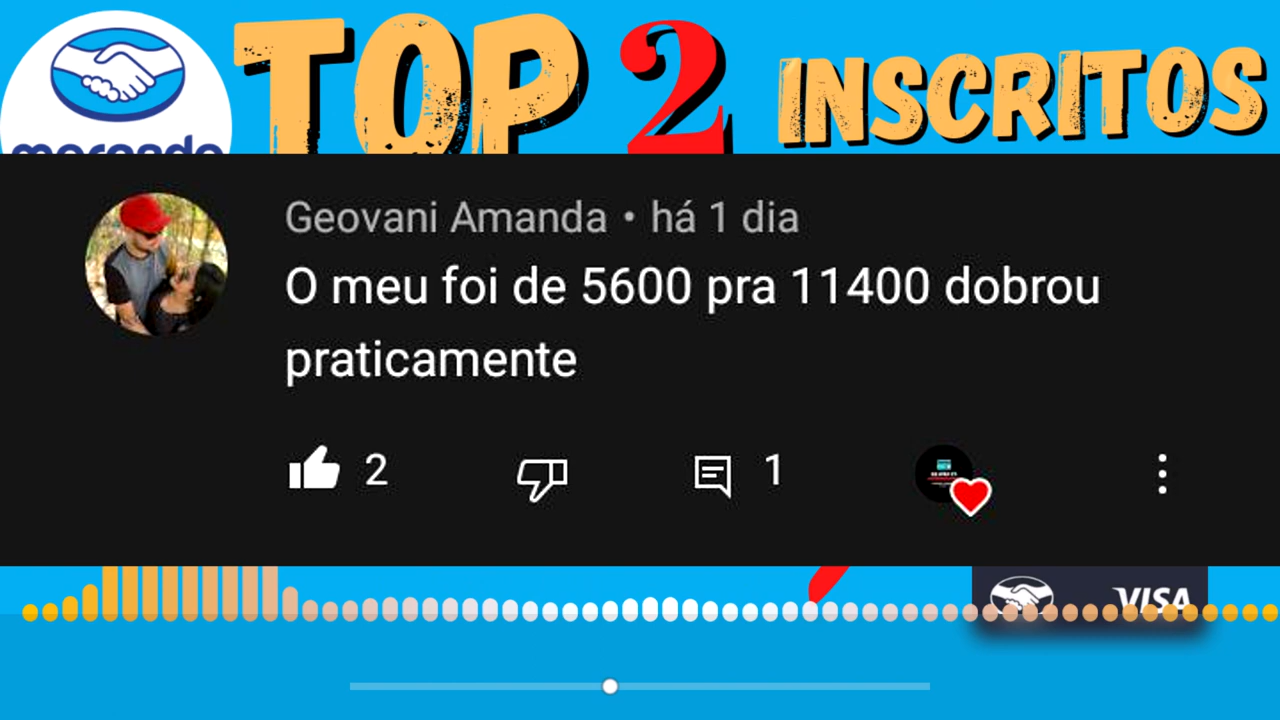 TOP 2 INSCRITOS
mercado
Geovani Amanda • há 1 dia
O meu foi de 5600 pra 11400 dobrou
praticamente
2
1
VISA